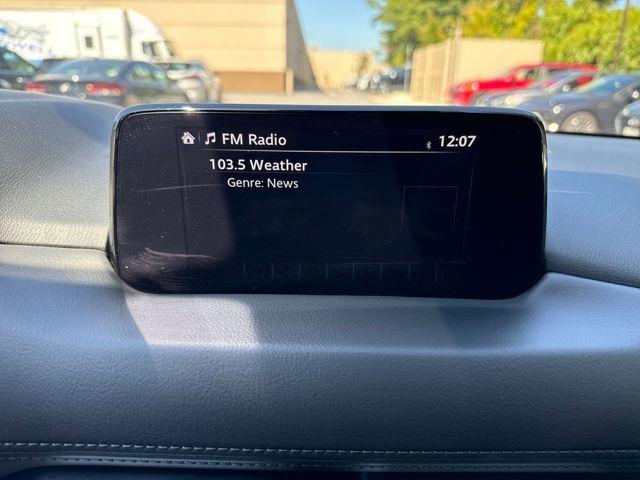 FM Radio 12:07
103.5 Weather
Genre: News